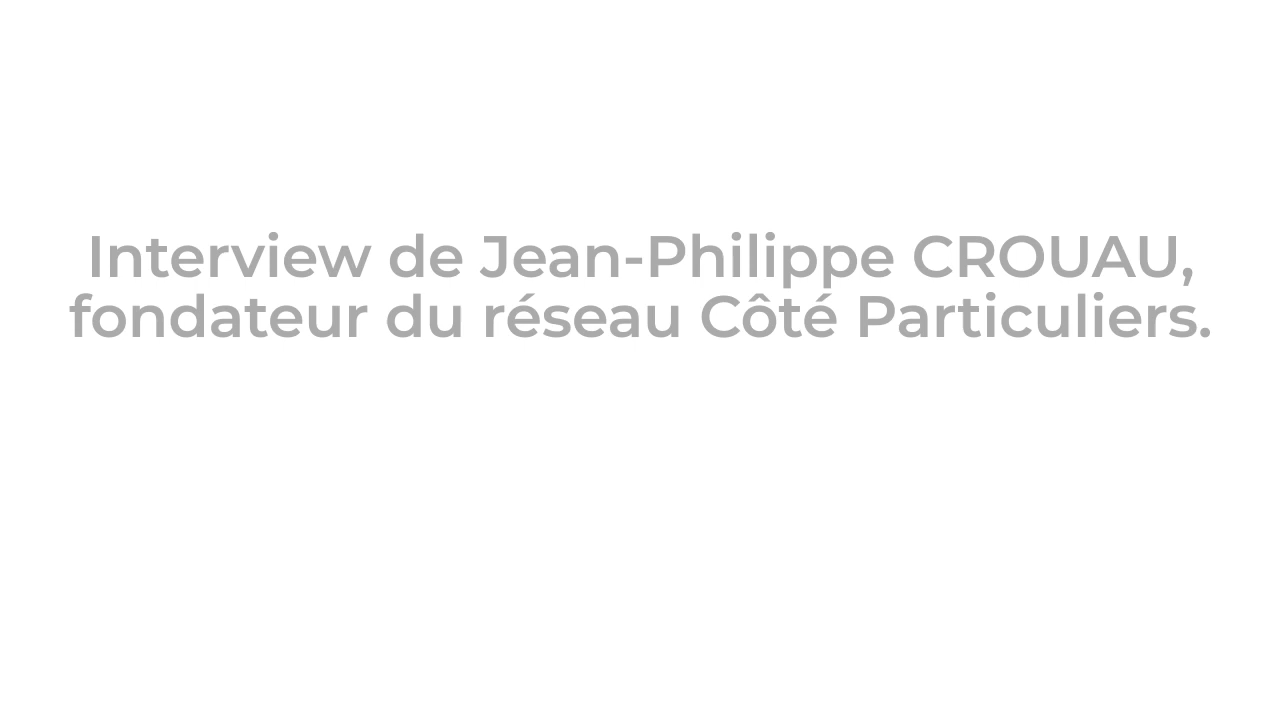 Interview de Jean-Philippe CROUAU,
fondateur du réseau Côté Particuliers.